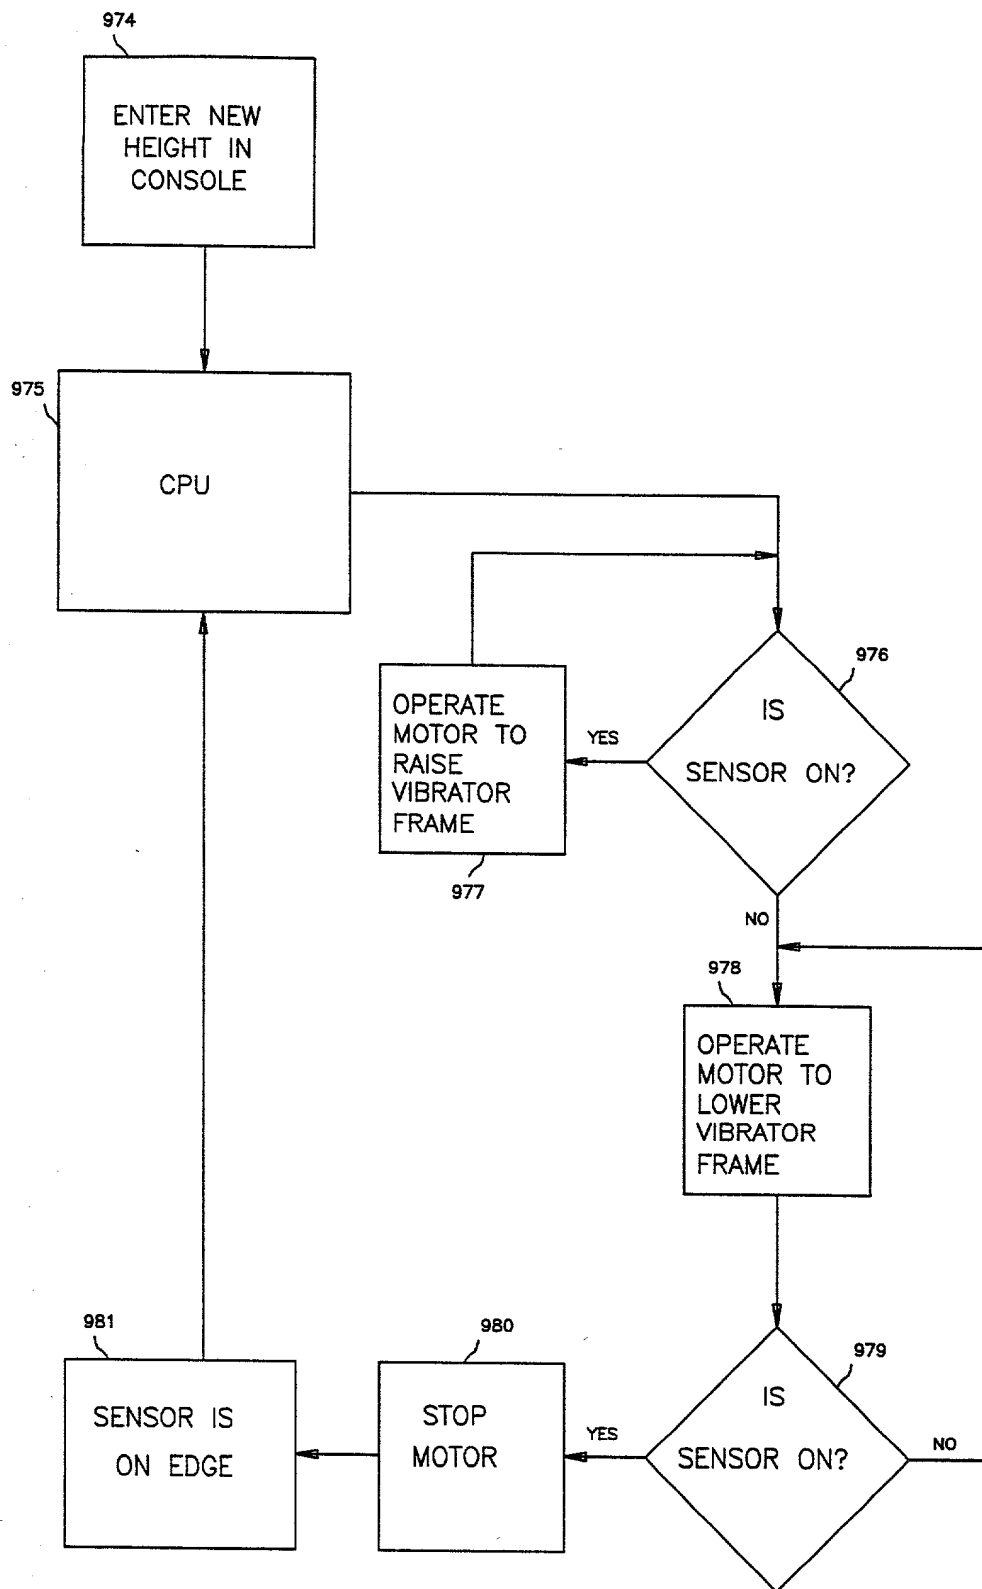 974
ENTER NEW
HEIGHT IN
CONSOLE
975
CPU
976
IS
SENSOR ON?
YES
OPERATE
MOTOR TO
RAISE
VIBRATOR
FRAME
977
NO
978
OPERATE
MOTOR TO
LOWER
VIBRATOR
FRAME
979
IS
SENSOR ON?
NO
YES
980
STOP
MOTOR
981
SENSOR IS
ON EDGE